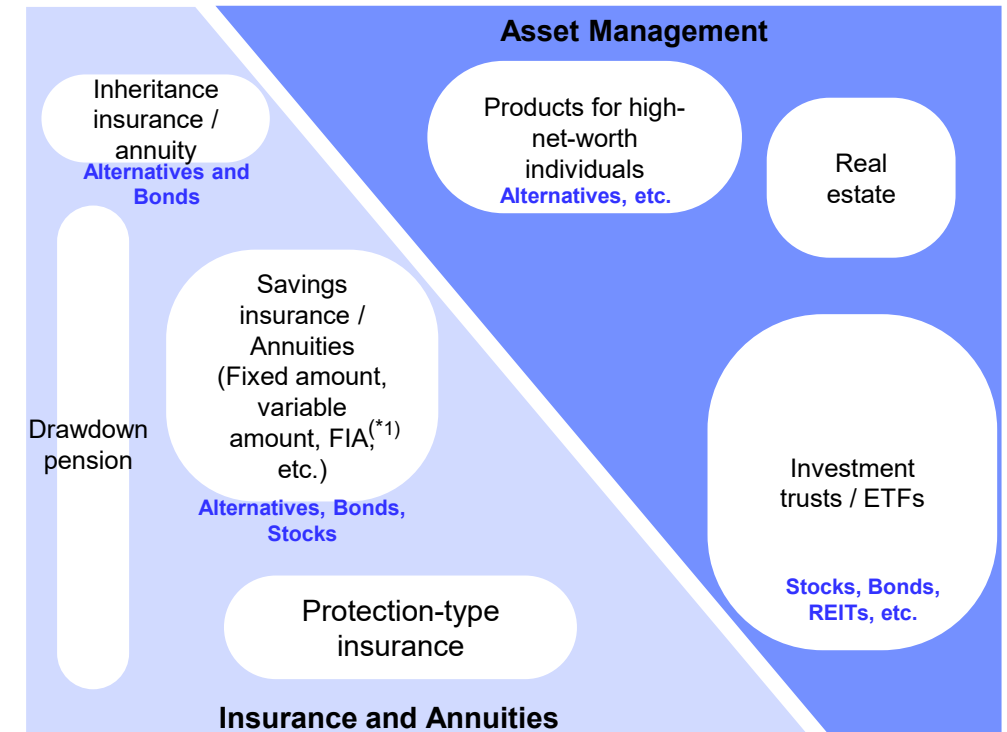 Asset Management
Inheritance
insurance /
annuity
Alternatives and
Bonds
Products for high-
net-worth
individuals
Alternatives, etc.
Real
estate
Savings
insurance /
Annuities
(Fixed amount,
variable
amount, FIA,(*1)
etc.)
Alternatives, Bonds,
Stocks
Drawdown
pension
Investment
trusts / ETFs
Stocks, Bonds,
REITs, etc.
Protection-type
insurance
Insurance and Annuities